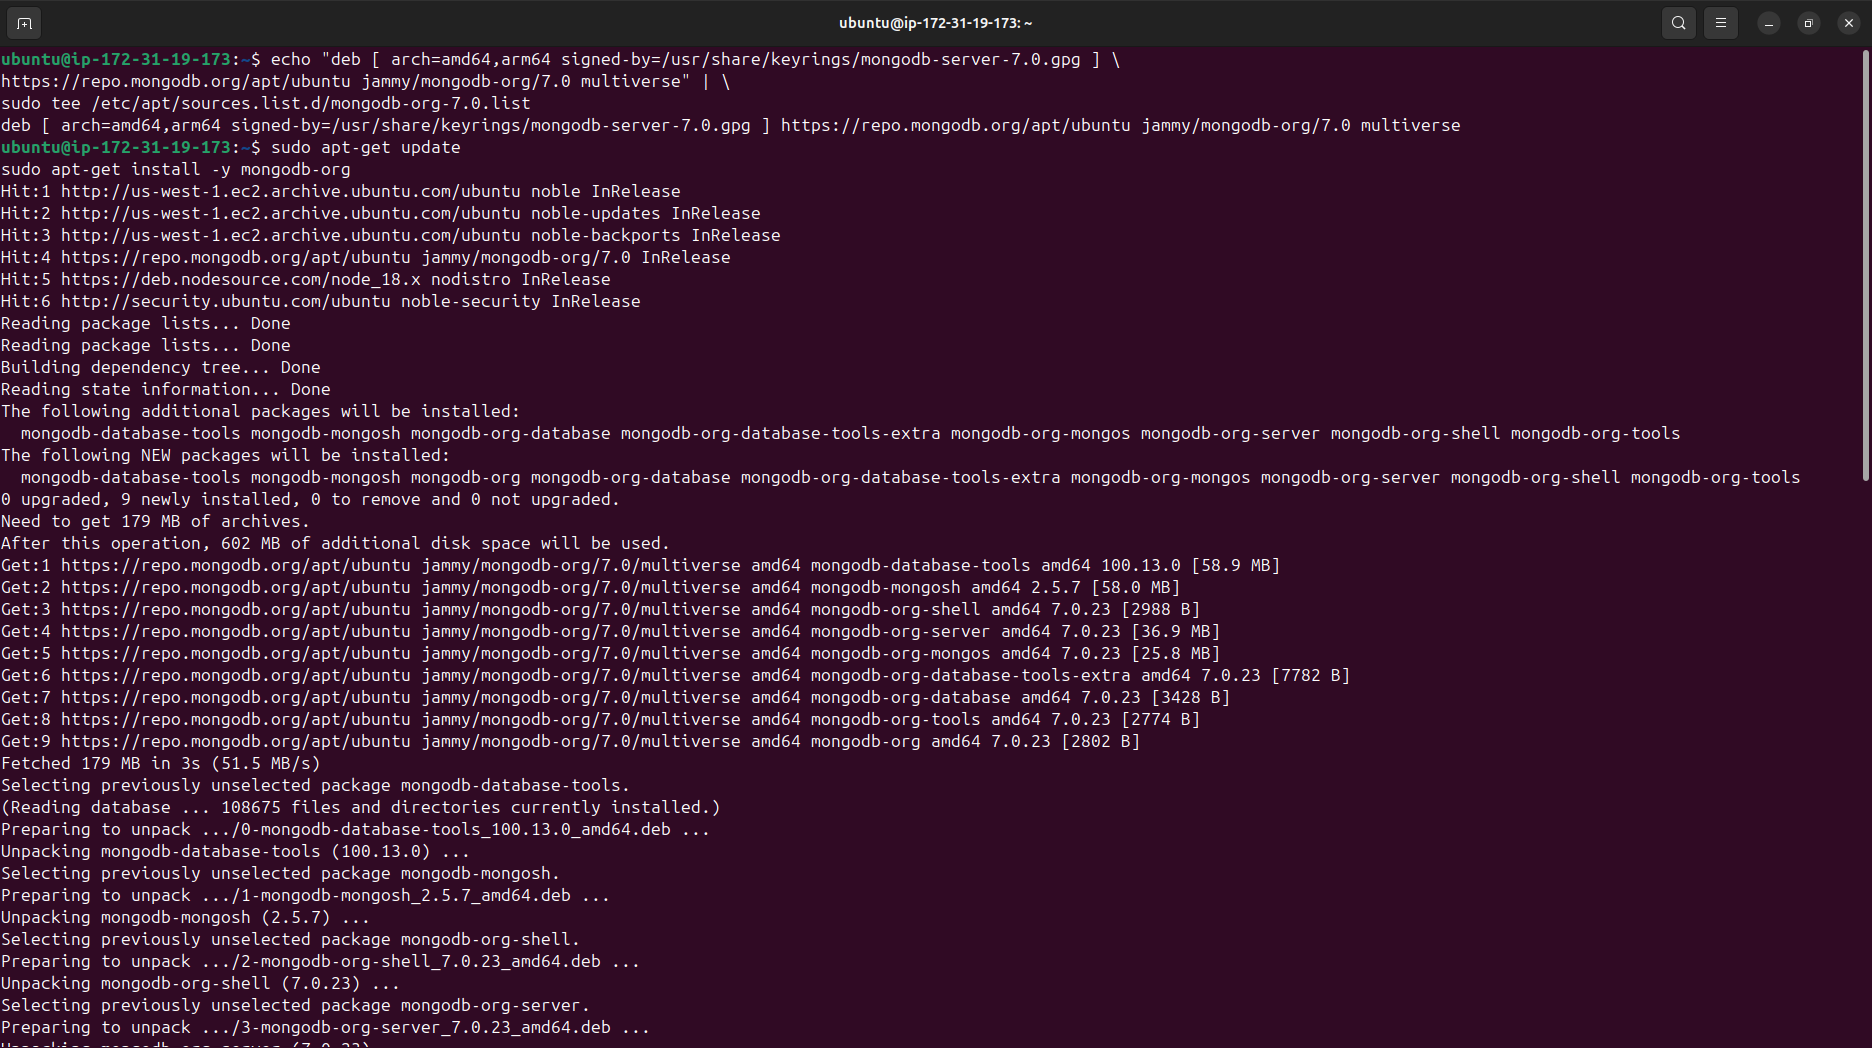 ubuntu@ip-172-31-19-173: ~
ubuntu@ip-172-31-19-173:~$ echo "deb [ arch=amd64,arm64 signed-by=/usr/share/keyrings/mongodb-server-7.0.gpg ] \
https://repo.mongodb.org/apt/ubuntu jammy/mongodb-org/7.0 multiverse" | \
sudo tee /etc/apt/sources.list.d/mongodb-org-7.0.list
deb [ arch=amd64,arm64 signed-by=/usr/share/keyrings/mongodb-server-7.0.gpg ] https://repo.mongodb.org/apt/ubuntu jammy/mongodb-org/7.0 multiverse
ubuntu@ip-172-31-19-173:~$ sudo apt-get update
sudo apt-get install -y mongodb-org
Hit:1 http://us-west-1.ec2.archive.ubuntu.com/ubuntu noble InRelease
Hit:2 http://us-west-1.ec2.archive.ubuntu.com/ubuntu noble-updates InRelease
Hit:3 http://us-west-1.ec2.archive.ubuntu.com/ubuntu noble-backports InRelease
Hit:4 https://repo.mongodb.org/apt/ubuntu jammy/mongodb-org/7.0 InRelease
Hit:5 https://deb.nodesource.com/node_18.x nodistro InRelease
Hit:6 http://security.ubuntu.com/ubuntu noble-security InRelease
Reading package lists... Done
Reading package lists... Done
Building dependency tree... Done
Reading state information... Done
The following additional packages will be installed:
  mongodb-database-tools mongodb-mongosh mongodb-org-database mongodb-org-database-tools-extra mongodb-org-mongos mongodb-org-server mongodb-org-shell mongodb-org-tools
The following NEW packages will be installed:
  mongodb-database-tools mongodb-mongosh mongodb-org mongodb-org-database mongodb-org-database-tools-extra mongodb-org-mongos mongodb-org-server mongodb-org-shell mongodb-org-tools
0 upgraded, 9 newly installed, 0 to remove and 0 not upgraded.
Need to get 179 MB of archives.
After this operation, 602 MB of additional disk space will be used.
Get:1 https://repo.mongodb.org/apt/ubuntu jammy/mongodb-org/7.0/multiverse amd64 mongodb-database-tools amd64 100.13.0 [58.9 MB]
Get:2 https://repo.mongodb.org/apt/ubuntu jammy/mongodb-org/7.0/multiverse amd64 mongodb-mongosh amd64 2.5.7 [58.0 MB]
Get:3 https://repo.mongodb.org/apt/ubuntu jammy/mongodb-org/7.0/multiverse amd64 mongodb-org-shell amd64 7.0.23 [2988 B]
Get:4 https://repo.mongodb.org/apt/ubuntu jammy/mongodb-org/7.0/multiverse amd64 mongodb-org-server amd64 7.0.23 [36.9 MB]
Get:5 https://repo.mongodb.org/apt/ubuntu jammy/mongodb-org/7.0/multiverse amd64 mongodb-org-mongos amd64 7.0.23 [25.8 MB]
Get:6 https://repo.mongodb.org/apt/ubuntu jammy/mongodb-org/7.0/multiverse amd64 mongodb-org-database-tools-extra amd64 7.0.23 [7782 B]
Get:7 https://repo.mongodb.org/apt/ubuntu jammy/mongodb-org/7.0/multiverse amd64 mongodb-org-database amd64 7.0.23 [3428 B]
Get:8 https://repo.mongodb.org/apt/ubuntu jammy/mongodb-org/7.0/multiverse amd64 mongodb-org-tools amd64 7.0.23 [2774 B]
Get:9 https://repo.mongodb.org/apt/ubuntu jammy/mongodb-org/7.0/multiverse amd64 mongodb-org amd64 7.0.23 [2802 B]
Fetched 179 MB in 3s (51.5 MB/s)
Selecting previously unselected package mongodb-database-tools.
(Reading database ... 108675 files and directories currently installed.)
Preparing to unpack .../0-mongodb-database-tools_100.13.0_amd64.deb ...
Unpacking mongodb-database-tools (100.13.0) ...
Selecting previously unselected package mongodb-mongosh.
Preparing to unpack .../1-mongodb-mongosh_2.5.7_amd64.deb ...
Unpacking mongodb-mongosh (2.5.7) ...
Selecting previously unselected package mongodb-org-shell.
Preparing to unpack .../2-mongodb-org-shell_7.0.23_amd64.deb ...
Unpacking mongodb-org-shell (7.0.23) ...
Selecting previously unselected package mongodb-org-server.
Preparing to unpack .../3-mongodb-org-server_7.0.23_amd64.deb ...